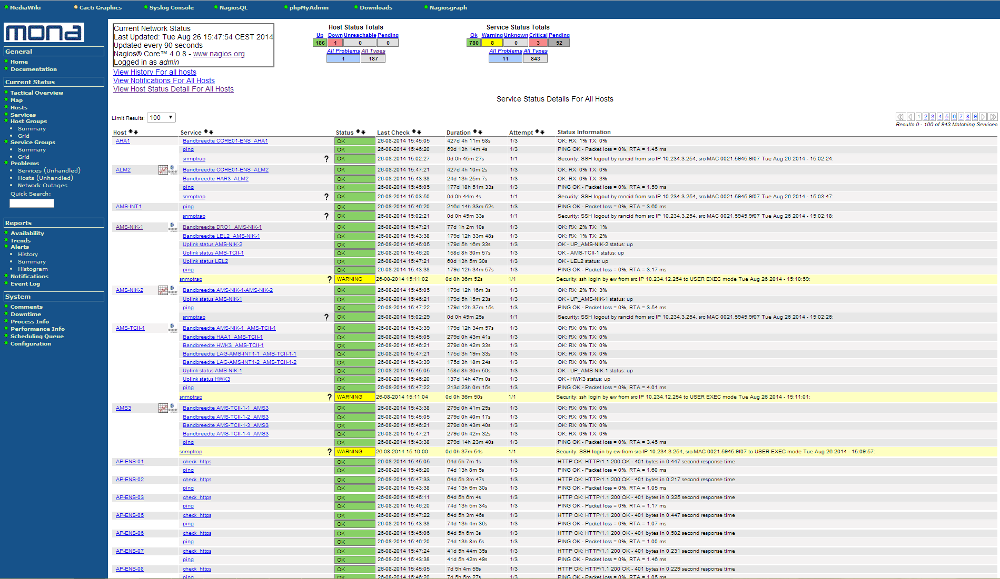 MediaWiki Cacti Graphics Syslog Console NagiosQL phpMyAdmin Downloads Nagiosgraph
mona
General
Home
Documentation
Current Status
Tactical Overview
Map
Hosts
Services
Host Groups
Summary
Grid
Service Groups
Summary
Grid
Problems
Services (Unhandled)
Hosts (Unhandled)
Network Outages
Quick Search:
Reports
Availability
Trends
Alerts
History
Summary
Histogram
Notifications
Event Log
System
Comments
Downtime
Process Info
Performance Info
Scheduling Queue
Configuration
Current Network Status
Last Updated: Tue Aug 26 15:47:54 CEST 2014
Updated every 90 seconds
Nagios® Core™ 4.0.8 - www.nagios.org
Logged in as admin
View History For all hosts
View Notifications For All Hosts
View Host Status Detail For All Hosts
Host Status Totals
Up Down Unreachable Pending
186 1 0 0
All Problems All Types
1 187
Service Status Totals
Ok Warning Unknown Critical Pending
780 8 0 3 52
All Problems All Types
11 843
Service Status Details For All Hosts
Limit Results: 100
1 2 3 4 5 6 7 8 9
Results 0 - 100 of 843 Matching Services
Host Service Status Last Check Duration Attempt Status Information
AHA1 Bandbreedte CORE01-ENS_AHA1 OK 26-08-2014 15:45:05 427d 4h 11m 58s 1/3 OK: RX: 1% TX: 0%
ping OK 26-08-2014 15:46:20 69d 13h 14m 4s 1/3 PING OK - Packet loss = 0%, RTA = 1.45 ms
snmptrap ? OK 26-08-2014 15:02:27 0d 0h 45m 27s 1/1 Security: SSH logout by rancid from src IP 10.234.3.254, src MAC 0021.5945.9f07 Tue Aug 26 2014 - 15:02:24:
ALM2 FOUNDRY Bandbreedte CORE01-ENS_ALM2 OK 26-08-2014 15:47:21 427d 4h 10m 2s 1/3 OK: RX: 0% TX: 0%
Bandbreedte HAR3_ALM2 OK 26-08-2014 15:43:38 24d 13h 25m 7s 1/3 OK: RX: 0% TX: 3%
ping OK 26-08-2014 15:45:05 177d 18h 51m 33s 1/3 PING OK - Packet loss = 0%, RTA = 1.59 ms
snmptrap ? OK 26-08-2014 15:03:50 0d 0h 44m 4s 1/1 Security: SSH logout by rancid from src IP 10.234.3.254, src MAC 0021.5945.9f07 Tue Aug 26 2014 - 15:03:47:
AMS-INT1 ping OK 26-08-2014 15:46:20 216d 14h 33m 52s 1/3 PING OK - Packet loss = 0%, RTA = 3.60 ms
snmptrap ? OK 26-08-2014 15:02:21 0d 0h 45m 33s 1/1 Security: SSH logout by rancid from src IP 10.234.3.254, src MAC 0021.5945.9f07 Tue Aug 26 2014 - 15:02:18:
AMS-NIK-1 FOUNDRY Bandbreedte DRO1_AMS-NIK-1 OK 26-08-2014 15:47:21 77d 1h 2m 10s 1/3 OK: RX: 2% TX: 1%
Bandbreedte LEL2_AMS-NIK-1 OK 26-08-2014 15:43:38 179d 12h 33m 48s 1/3 OK: RX: 1% TX: 2%
Uplink status AMS-NIK-2 OK 26-08-2014 15:45:05 179d 5h 16m 33s 1/3 OK - UP_AMS-NIK-2 status: up
Uplink status AMS-TCII-1 OK 26-08-2014 15:46:20 158d 8h 30m 57s 1/3 OK - AMS-TCII-1 status: up
Uplink status LEL2 OK 26-08-2014 15:47:21 60d 13h 5m 30s 1/3 OK - LEL2 status: up
ping OK 26-08-2014 15:43:38 179d 12h 34m 57s 1/3 PING OK - Packet loss = 0%, RTA = 3.17 ms
snmptrap ? WARNING 26-08-2014 15:11:02 0d 0h 36m 52s 1/1 Security: ssh login by ew from src IP 10.234.12.254 to USER EXEC mode Tue Aug 26 2014 - 15:10:59:
AMS-NIK-2 FOUNDRY Bandbreedte AMS-NIK-1-AMS-NIK-2 OK 26-08-2014 15:45:05 179d 12h 16m 3s 1/3 OK: RX: 2% TX: 3%
Uplink status AMS-NIK-1 OK 26-08-2014 15:46:21 179d 5h 15m 23s 1/3 OK - UP_AMS-NIK-1 status: up
ping OK 26-08-2014 15:47:22 179d 12h 37m 15s 1/3 PING OK - Packet loss = 0%, RTA = 3.54 ms
snmptrap ? OK 26-08-2014 15:02:29 0d 0h 45m 25s 1/1 Security: SSH logout by rancid from src IP 10.234.3.254, src MAC 0021.5945.9f07 Tue Aug 26 2014 - 15:02:26:
AMS-TCII-1 FOUNDRY Bandbreedte AMS-NIK-1_AMS-TCII-1 OK 26-08-2014 15:43:39 179d 12h 34m 57s 1/3 OK: RX: 0% TX: 0%
Bandbreedte HAA1_AMS-TCII-1 OK 26-08-2014 15:45:05 279d 0h 43m 41s 1/3 OK: RX: 0% TX: 0%
Bandbreedte HWK3_AMS-TCII-1 OK 26-08-2014 15:46:21 279d 0h 42m 33s 1/3 OK: RX: 0% TX: 0%
Bandbreedte LAG-AMS-INT1-1_AMS-TCII-1-1 OK 26-08-2014 15:47:21 175d 3h 19m 33s 1/3 OK: RX: 0% TX: 0%
Bandbreedte LAG-AMS-INT1-2_AMS-TCII-1-2 OK 26-08-2014 15:43:39 175d 3h 18m 24s 1/3 OK: RX: 0% TX: 0%
Uplink status AMS-NIK-1 OK 26-08-2014 15:45:05 158d 8h 30m 50s 1/3 OK - UP_AMS-NIK-1 status: up
Uplink status HWK3 OK 26-08-2014 15:46:20 137d 14h 47m 0s 1/3 OK - HWK3 status: up
ping OK 26-08-2014 15:47:22 213d 23h 0m 15s 1/3 PING OK - Packet loss = 0%, RTA = 4.01 ms
snmptrap ? WARNING 26-08-2014 15:11:04 0d 0h 36m 50s 1/1 Security: ssh login by ew from src IP 10.234.12.254 to USER EXEC mode Tue Aug 26 2014 - 15:11:01:
AMS3 FOUNDRY Bandbreedte AMS-TCII-1-1_AMS3 OK 26-08-2014 15:43:38 279d 0h 41m 25s 1/3 OK: RX: 0% TX: 0%
Bandbreedte AMS-TCII-1-2_AMS3 OK 26-08-2014 15:45:05 279d 0h 40m 17s 1/3 OK: RX: 0% TX: 0%
Bandbreedte AMS-TCII-1-3_AMS3 OK 26-08-2014 15:46:21 279d 0h 43m 40s 1/3 OK: RX: 0% TX: 0%
Bandbreedte AMS-TCII-1-4_AMS3 OK 26-08-2014 15:47:21 279d 0h 42m 32s 1/3 OK: RX: 0% TX: 0%
ping OK 26-08-2014 15:43:38 279d 14h 23m 40s 1/3 PING OK - Packet loss = 0%, RTA = 3.45 ms
snmptrap ? WARNING 26-08-2014 15:10:00 0d 0h 37m 54s 1/1 Security: SSH login by ew from src IP 10.234.3.254, src MAC 0021.5945.9f07 to USER EXEC mode Tue Aug 26 2014 - 15:09:57:
AP-ENS-01 check_https OK 26-08-2014 15:45:05 64d 5h 7m 1s 1/3 HTTP OK: HTTP/1.1 200 OK - 401 bytes in 0.447 second response time
ping OK 26-08-2014 15:46:20 74d 13h 8m 5s 1/3 PING OK - Packet loss = 0%, RTA = 1.60 ms
AP-ENS-02 check_https OK 26-08-2014 15:47:33 64d 5h 3m 47s 1/3 HTTP OK: HTTP/1.1 200 OK - 401 bytes in 0.217 second response time
ping OK 26-08-2014 15:43:38 74d 13h 6m 30s 1/3 PING OK - Packet loss = 0%, RTA = 1.05 ms
AP-ENS-03 check_https OK 26-08-2014 15:45:11 64d 5h 6m 4s 1/3 HTTP OK: HTTP/1.1 200 OK - 401 bytes in 0.325 second response time
ping OK 26-08-2014 15:46:20 74d 13h 5m 34s 1/3 PING OK - Packet loss = 0%, RTA = 1.17 ms
AP-ENS-05 check_https OK 26-08-2014 15:47:22 64d 5h 3m 46s 1/3 HTTP OK: HTTP/1.1 200 OK - 401 bytes in 0.447 second response time
ping OK 26-08-2014 15:43:38 74d 13h 4m 36s 1/3 PING OK - Packet loss = 0%, RTA = 1.07 ms
AP-ENS-06 check_https OK 26-08-2014 15:45:06 64d 5h 6m 3s 1/3 HTTP OK: HTTP/1.1 200 OK - 401 bytes in 0.582 second response time
ping OK 26-08-2014 15:46:20 74d 13h 8m 5s 1/3 PING OK - Packet loss = 0%, RTA = 1.00 ms
AP-ENS-07 check_https OK 26-08-2014 15:47:24 41d 5h 44m 35s 1/3 HTTP OK: HTTP/1.1 200 OK - 401 bytes in 0.231 second response time
ping OK 26-08-2014 15:43:38 41d 5h 42m 49s 1/3 PING OK - Packet loss = 0%, RTA = 1.46 ms
AP-ENS-08 check_https OK 26-08-2014 15:45:05 7d 5h 4m 59s 1/3 HTTP OK: HTTP/1.1 200 OK - 401 bytes in 0.229 second response time
ping OK 26-08-2014 15:46:20 7d 5h 5m 27s 1/3 PING OK - Packet loss = 0%, RTA = 1.05 ms